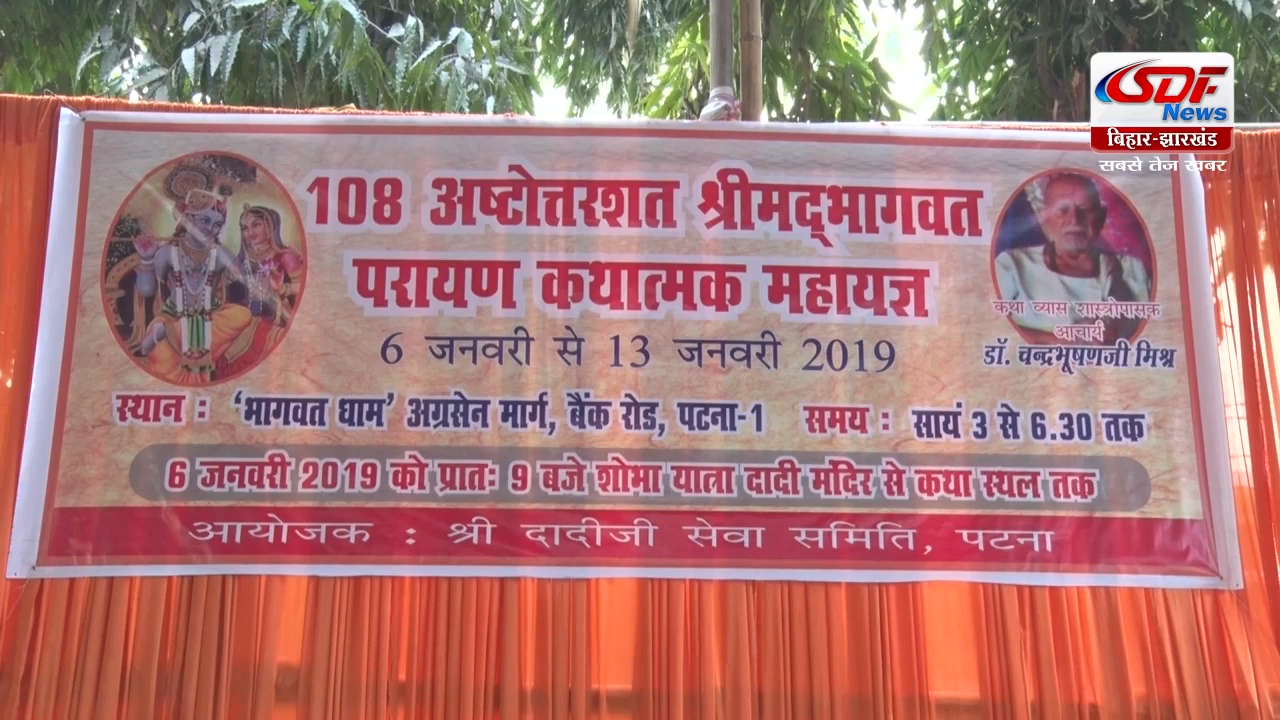 SDF
News
बिहार-झारखंड
सबसे तेज खबर
108 अष्टोत्तरशत श्रीमद्भागवत
परायण कथात्मक महायज्ञ
6 जनवरी से 13 जनवरी 2019
कथा व्यास शास्त्रीपासक
आचार्य
डॉ. चन्द्रभूषणजी मिश्र
स्थान : 'भागवत धाम' अग्रसेन मार्ग, बैंक रोड, पटना-1 समय : सायं 3 से 6.30 तक
6 जनवरी 2019 को प्रातः 9 बजे शोभा यात्रा दादी मंदिर से कथा स्थल तक
आयोजक : श्री दादीजी सेवा समिति, पटना